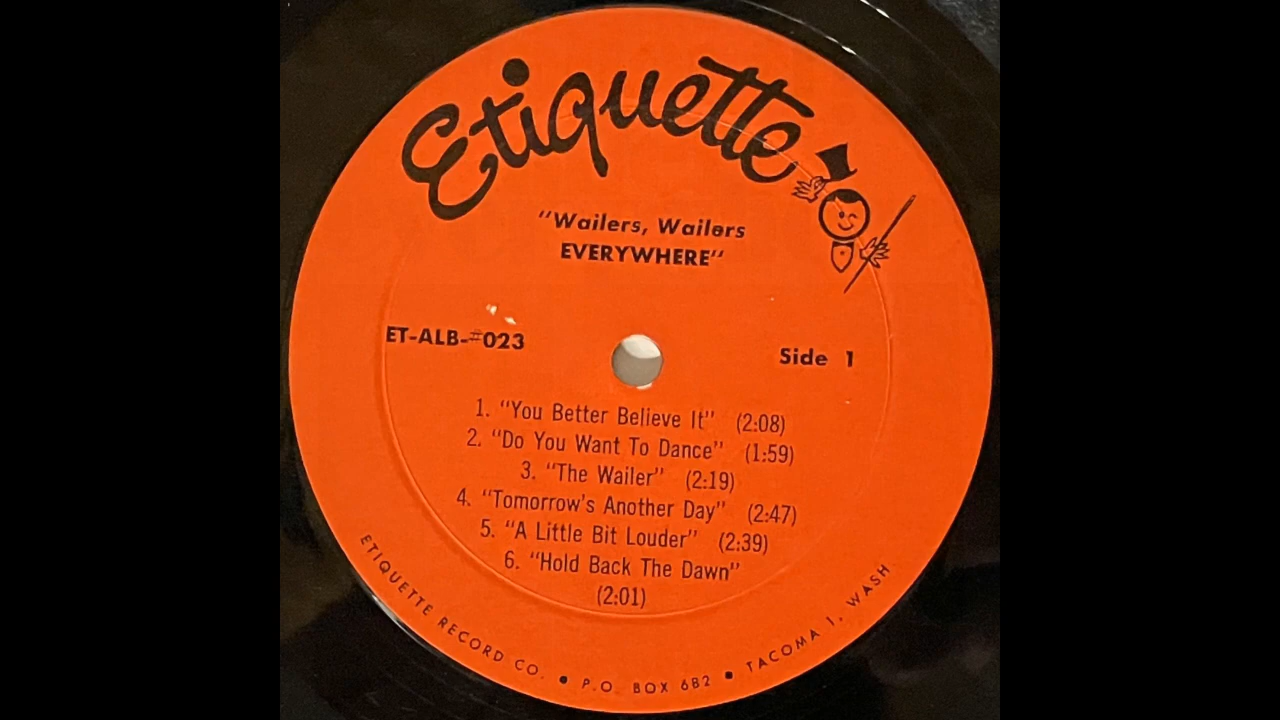 Etiquette
"Wailers, Wailers
EVERYWHERE"
ET-ALB-#023
Side 1
1. "You Better Believe It" (2:08)
2. "Do You Want To Dance" (1:59)
3. "The Wailer" (2:19)
4. "Tomorrow's Another Day" (2:47)
5. "A Little Bit Louder" (2:39)
6. "Hold Back The Dawn"
(2:01)
ETIQUETTE RECORD CO. • P.O. BOX 682 • TACOMA 1, WASH